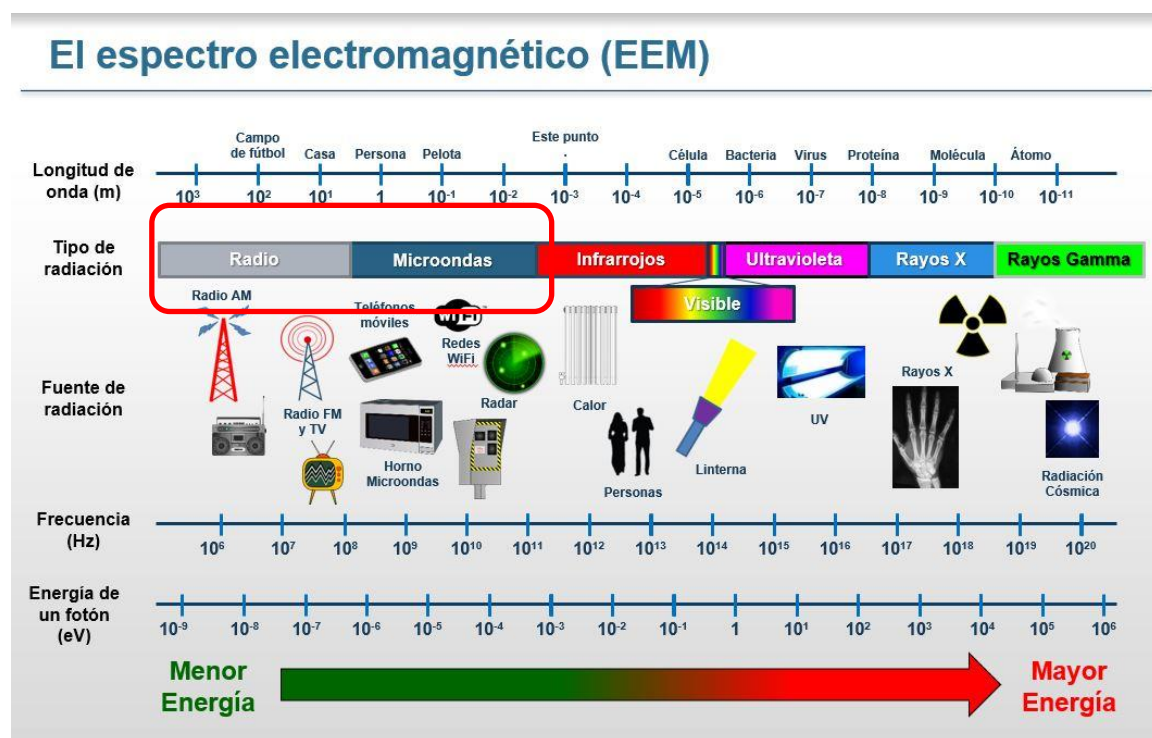 El espectro electromagnético (EEM)
Longitud de
onda (m)
Campo
de fútbol
Casa
Persona
Pelota
Este punto
.
Célula
Bacteria
Virus
Proteína
Molécula
Átomo
10³ 10² 10¹ 1 10⁻¹ 10⁻² 10⁻³ 10⁻⁴ 10⁻⁵ 10⁻⁶ 10⁻⁷ 10⁻⁸ 10⁻⁹ 10⁻¹⁰ 10⁻¹¹
Tipo de
radiación
Radio
Microondas
Infrarrojos
Ultravioleta
Rayos X
Rayos Gamma
Visible
Fuente de
radiación
Radio AM
Radio FM
y TV
Teléfonos
móviles
WiFi
Redes
WiFi
Horno
Microondas
Radar
Calor
Personas
Linterna
UV
Rayos X
Radiación
Cósmica
Frecuencia
(Hz)
10⁶ 10⁷ 10⁸ 10⁹ 10¹⁰ 10¹¹ 10¹² 10¹³ 10¹⁴ 10¹⁵ 10¹⁶ 10¹⁷ 10¹⁸ 10¹⁹ 10²⁰
Energía de
un fotón
(eV)
10⁻⁹ 10⁻⁸ 10⁻⁷ 10⁻⁶ 10⁻⁵ 10⁻⁴ 10⁻³ 10⁻² 10⁻¹ 1 10¹ 10² 10³ 10⁴ 10⁵ 10⁶
Menor
Energía
Mayor
Energía